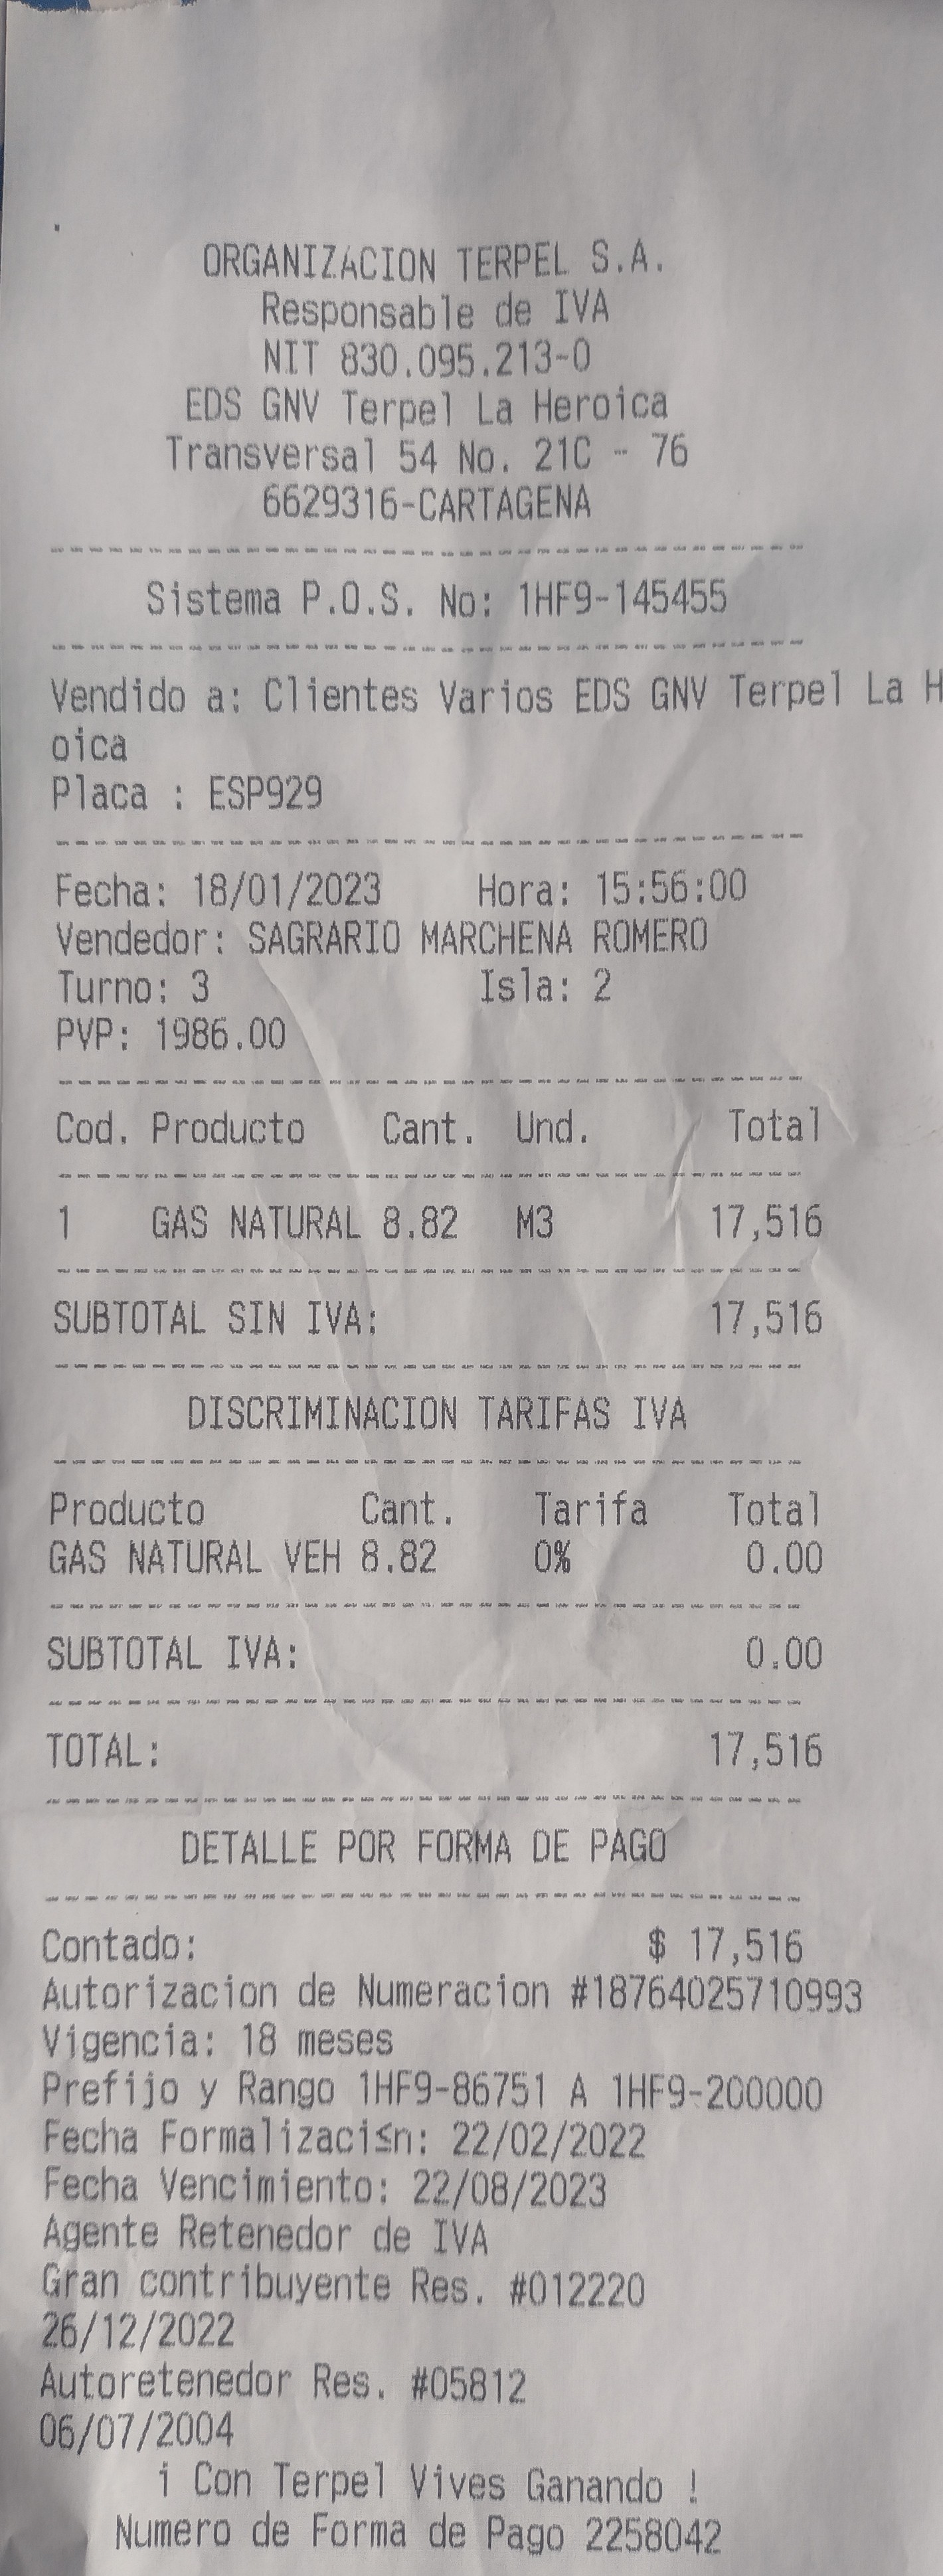 ORGANIZACION TERPEL S.A.
Responsable de IVA
NIT 830.095.213-0
EDS GNV Terpel La Heroica
Transversal 54 No. 21C - 76
6629316-CARTAGENA
Sistema P.O.S. No: 1HF9-145455
Vendido a: Clientes Varios EDS GNV Terpel La H
oica
Placa : ESP929
Fecha: 18/01/2023 Hora: 15:56:00
Vendedor: SAGRARIO MARCHENA ROMERO
Turno: 3 Isla: 2
PVP: 1986.00
Cod. Producto Cant. Und. Total
1 GAS NATURAL 8.82 M3 17,516
SUBTOTAL SIN IVA: 17,516
DISCRIMINACION TARIFAS IVA
Producto Cant. Tarifa Total
GAS NATURAL VEH 8.82 0% 0.00
SUBTOTAL IVA: 0.00
TOTAL: 17,516
DETALLE POR FORMA DE PAGO
Contado: $ 17,516
Autorizacion de Numeracion #18764025710993
Vigencia: 18 meses
Prefijo y Rango 1HF9-86751 A 1HF9-200000
Fecha Formalizaci≤n: 22/02/2022
Fecha Vencimiento: 22/08/2023
Agente Retenedor de IVA
Gran contribuyente Res. #012220
26/12/2022
Autoretenedor Res. #05812
06/07/2004
¡ Con Terpel Vives Ganando !
Numero de Forma de Pago 2258042